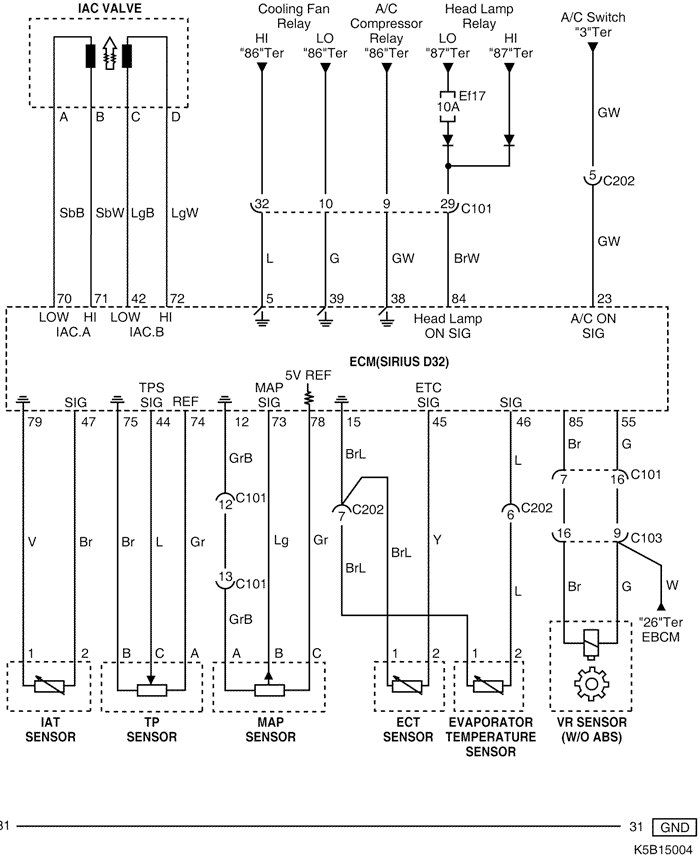 IAC VALVE
Cooling Fan Relay
HI "86"Ter
LO "86"Ter
A/C Compressor Relay "86"Ter
Head Lamp Relay
LO "87"Ter
HI "87"Ter
A/C Switch "3"Ter
Ef17
10A
A B C D
GW
5 C202
SbB SbW LgB LgW
32 10 9 29 C101
L G GW BrW
GW
70 71 42 72 5 39 38 84 23
LOW HI LOW HI
IAC.A IAC.B
Head Lamp ON SIG
A/C ON SIG
ECM(SIRIUS D32)
5V REF
SIG
TPS SIG REF
MAP SIG
ETC SIG
SIG
79 47 75 44 74 12 73 78 15 45 46 85 55
GrB BrL L Br G
12 C101
7 C202
6 C202
7 16 C101
V Br Br L Gr Lg Gr BrL Y
16 9 C103
13 C101
BrL L Br G W
GrB
"26"Ter EBCM
1 2 B C A A B C 1 2 1 2
IAT SENSOR
TP SENSOR
MAP SENSOR
ECT SENSOR
EVAPORATOR TEMPERATURE SENSOR
VR SENSOR (W/O ABS)
31 31 GND
K5B15004